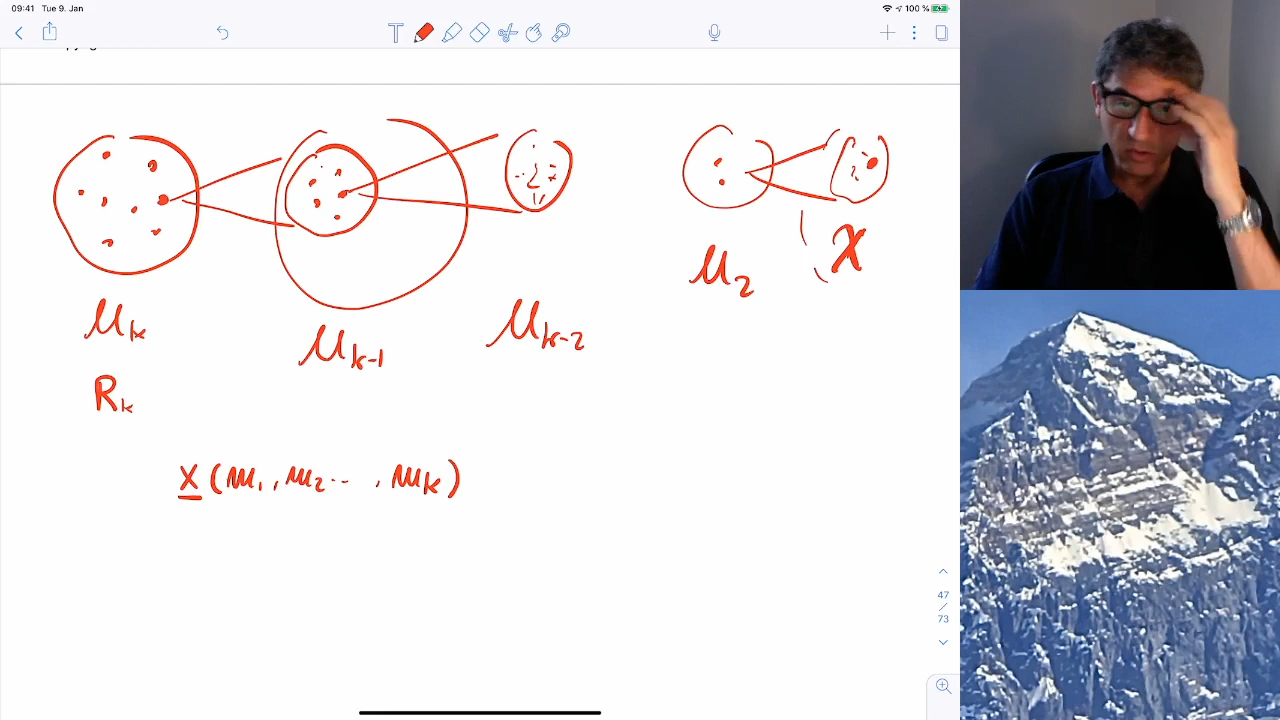 09:41 Tue 9. Jan
100 %
T
M_k
M_{k-1}
M_{k-2}
M_2
X
R_k
X (m_1, m_2 .. , m_k)
47
/
73